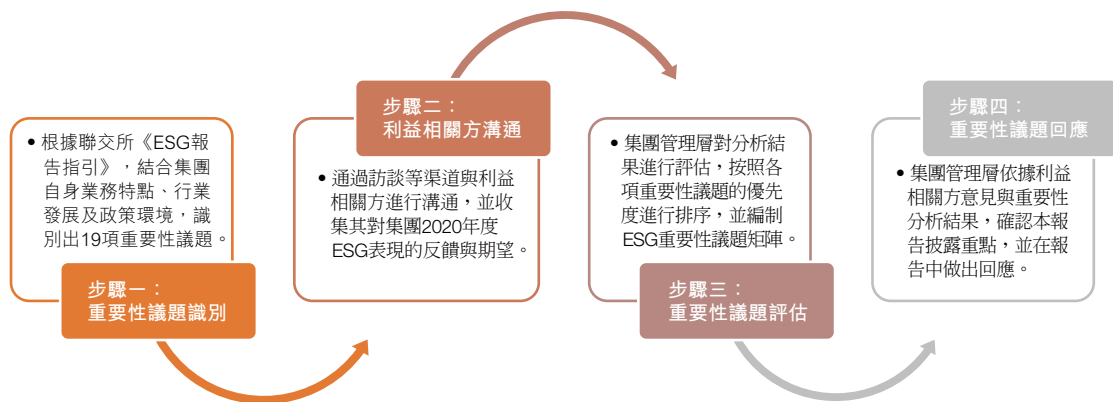 步驟一：
重要性議題識別
• 根據聯交所《ESG報
告指引》，結合集團
自身業務特點、行業
發展及政策環境，識
別出19項重要性議題。
步驟二：
利益相關方溝通
• 通過訪談等渠道與利益
相關方進行溝通，並收
集其對集團2020年度
ESG表現的反饋與期望。
步驟三：
重要性議題評估
• 集團管理層對分析結
果進行評估，按照各
項重要性議題的優先
度進行排序，並編制
ESG重要性議題矩陣。
步驟四：
重要性議題回應
• 集團管理層依據利益
相關方意見與重要性
分析結果，確認本報
告披露重點，並在報
告中做出回應。